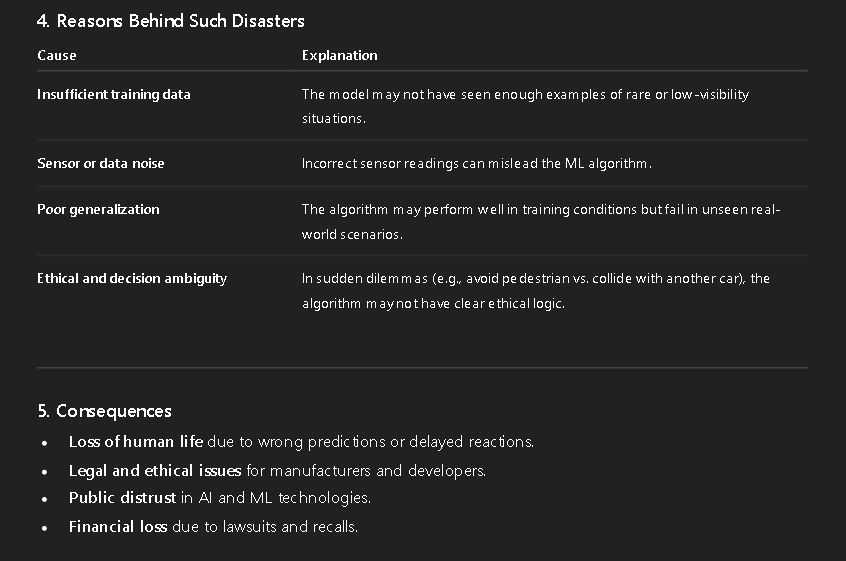 4. Reasons Behind Such Disasters
Cause Explanation
Insufficient training data The model may not have seen enough examples of rare or low-visibility
situations.
Sensor or data noise Incorrect sensor readings can mislead the ML algorithm.
Poor generalization The algorithm may perform well in training conditions but fail in unseen real-
world scenarios.
Ethical and decision ambiguity In sudden dilemmas (e.g., avoid pedestrian vs. collide with another car), the
algorithm may not have clear ethical logic.
5. Consequences
• Loss of human life due to wrong predictions or delayed reactions.
• Legal and ethical issues for manufacturers and developers.
• Public distrust in AI and ML technologies.
• Financial loss due to lawsuits and recalls.